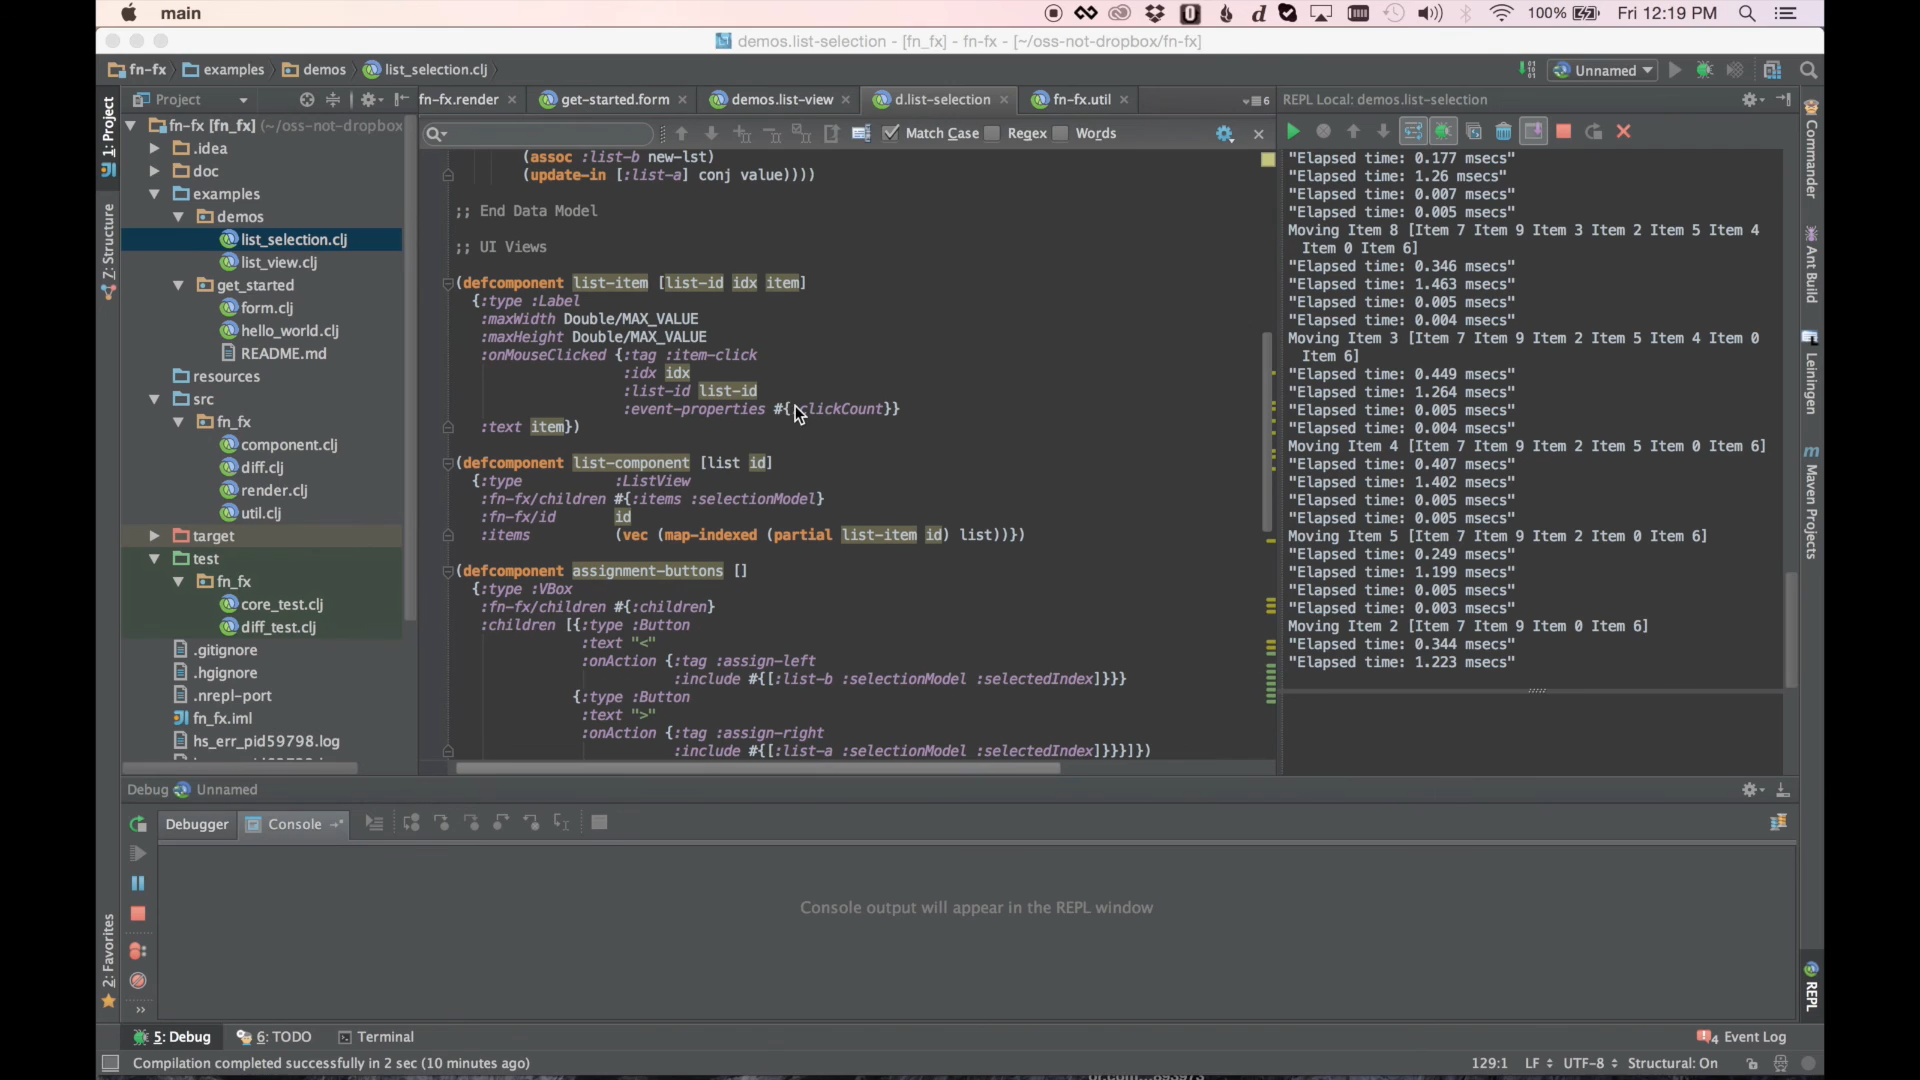 main
100%
Fri 12:19 PM
demos.list-selection - [fn_fx] - fn-fx - [~/oss-not-dropbox/fn-fx]
fn-fx
examples
demos
list_selection.clj
Unnamed
Project
fn-fx.render
get-started.form
demos.list-view
d.list-selection
fn-fx.util
6
REPL Local: demos.list-selection
1: Project
Z: Structure
2: Favorites
fn-fx [fn_fx] (~/oss-not-dropbox
.idea
doc
examples
demos
list_selection.clj
list_view.clj
get_started
form.clj
hello_world.clj
README.md
resources
src
fn_fx
component.clj
diff.clj
render.clj
util.clj
target
test
fn_fx
core_test.clj
diff_test.clj
.gitignore
.hgignore
.nrepl-port
fn_fx.iml
hs_err_pid59798.log
Match Case
Regex
Words
(assoc :list-b new-lst)
(update-in [:list-a] conj value))))
;; End Data Model
;; UI Views
(defcomponent list-item [list-id idx item]
{:type :Label
:maxWidth Double/MAX_VALUE
:maxHeight Double/MAX_VALUE
:onMouseClicked {:tag :item-click
:idx idx
:list-id list-id
:event-properties #{:clickCount}}
:text item})
(defcomponent list-component [list id]
{:type :ListView
:fn-fx/children #{:items :selectionModel}
:fn-fx/id id
:items (vec (map-indexed (partial list-item id) list))})
(defcomponent assignment-buttons []
{:type :VBox
:fn-fx/children #{:children}
:children [{:type :Button
:text "<"
:onAction {:tag :assign-left
:include #{[:list-b :selectionModel :selectedIndex]}}}
{:type :Button
:text ">"
:onAction {:tag :assign-right
:include #{[:list-a :selectionModel :selectedIndex]}}}]})
"Elapsed time: 0.177 msecs"
"Elapsed time: 1.26 msecs"
"Elapsed time: 0.007 msecs"
"Elapsed time: 0.005 msecs"
Moving Item 8 [Item 7 Item 9 Item 3 Item 2 Item 5 Item 4
Item 0 Item 6]
"Elapsed time: 0.346 msecs"
"Elapsed time: 1.463 msecs"
"Elapsed time: 0.005 msecs"
"Elapsed time: 0.004 msecs"
Moving Item 3 [Item 7 Item 9 Item 2 Item 5 Item 4 Item 0
Item 6]
"Elapsed time: 0.449 msecs"
"Elapsed time: 1.264 msecs"
"Elapsed time: 0.005 msecs"
"Elapsed time: 0.004 msecs"
Moving Item 4 [Item 7 Item 9 Item 2 Item 5 Item 0 Item 6]
"Elapsed time: 0.407 msecs"
"Elapsed time: 1.402 msecs"
"Elapsed time: 0.005 msecs"
"Elapsed time: 0.005 msecs"
Moving Item 5 [Item 7 Item 9 Item 2 Item 0 Item 6]
"Elapsed time: 0.249 msecs"
"Elapsed time: 1.199 msecs"
"Elapsed time: 0.005 msecs"
"Elapsed time: 0.003 msecs"
Moving Item 2 [Item 7 Item 9 Item 0 Item 6]
"Elapsed time: 0.344 msecs"
"Elapsed time: 1.223 msecs"
Commander
Ant Build
Leiningen
Maven Projects
REPL
Debug
Unnamed
Debugger
Console
Console output will appear in the REPL window
5: Debug
6: TODO
Terminal
4 Event Log
Compilation completed successfully in 2 sec (10 minutes ago)
129:1
LF
UTF-8
Structural: On